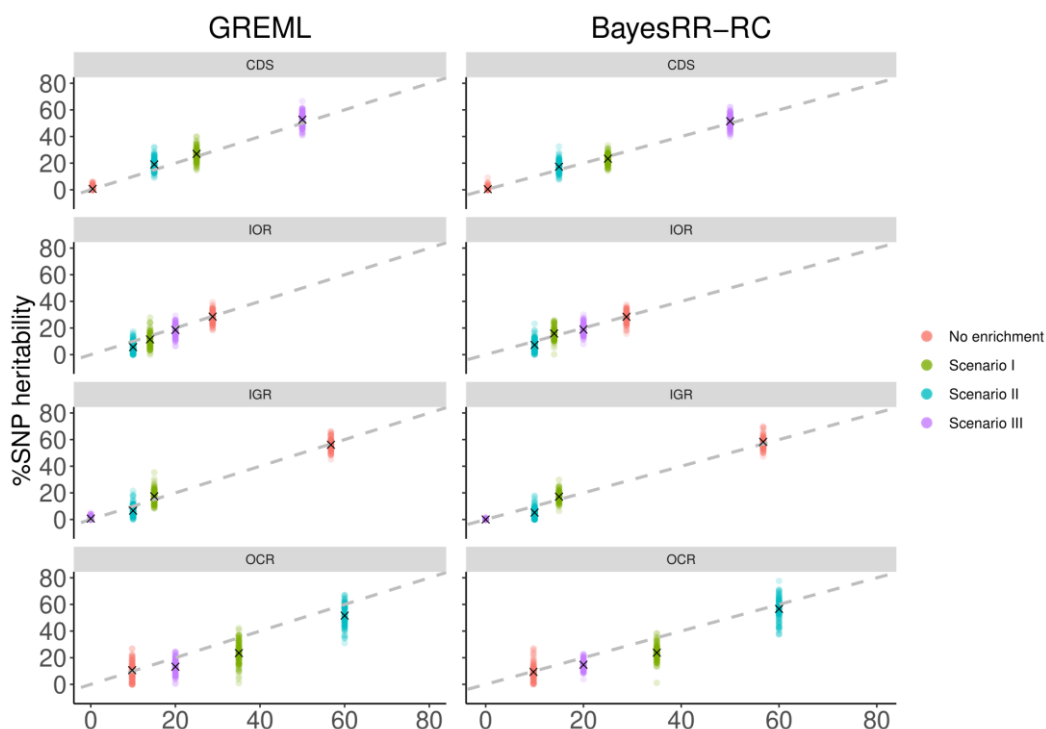 GREML
BayesRR−RC
CDS
CDS
80
60
40
20
0
IOR
IOR
80
60
40
20
0
IGR
IGR
80
60
40
20
0
OCR
OCR
80
60
40
20
0
0 20 40 60 80
0 20 40 60 80
%SNP heritability
No enrichment
Scenario I
Scenario II
Scenario III